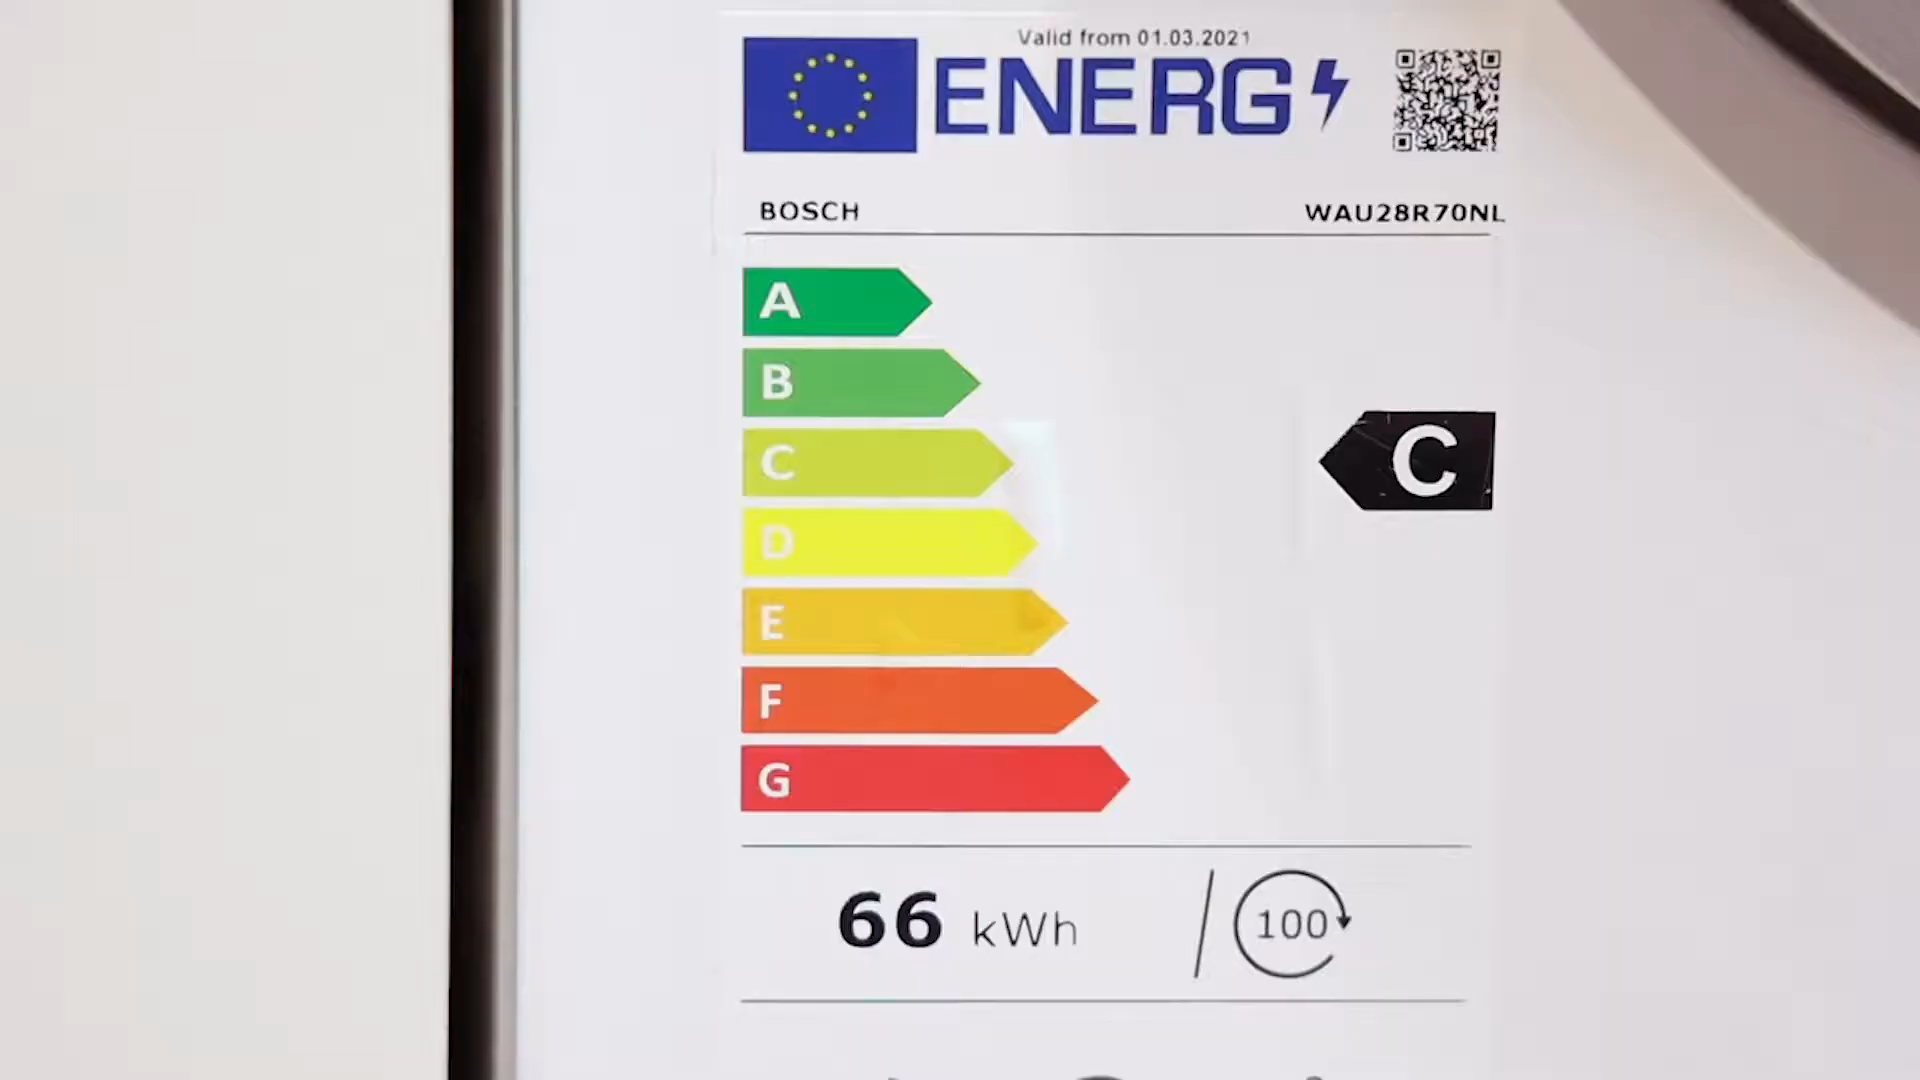 Valid from 01.03.2021
ENERG
BOSCH WAU28R70NL
A
B
C
C
D
E
F
G
66 kWh / 100